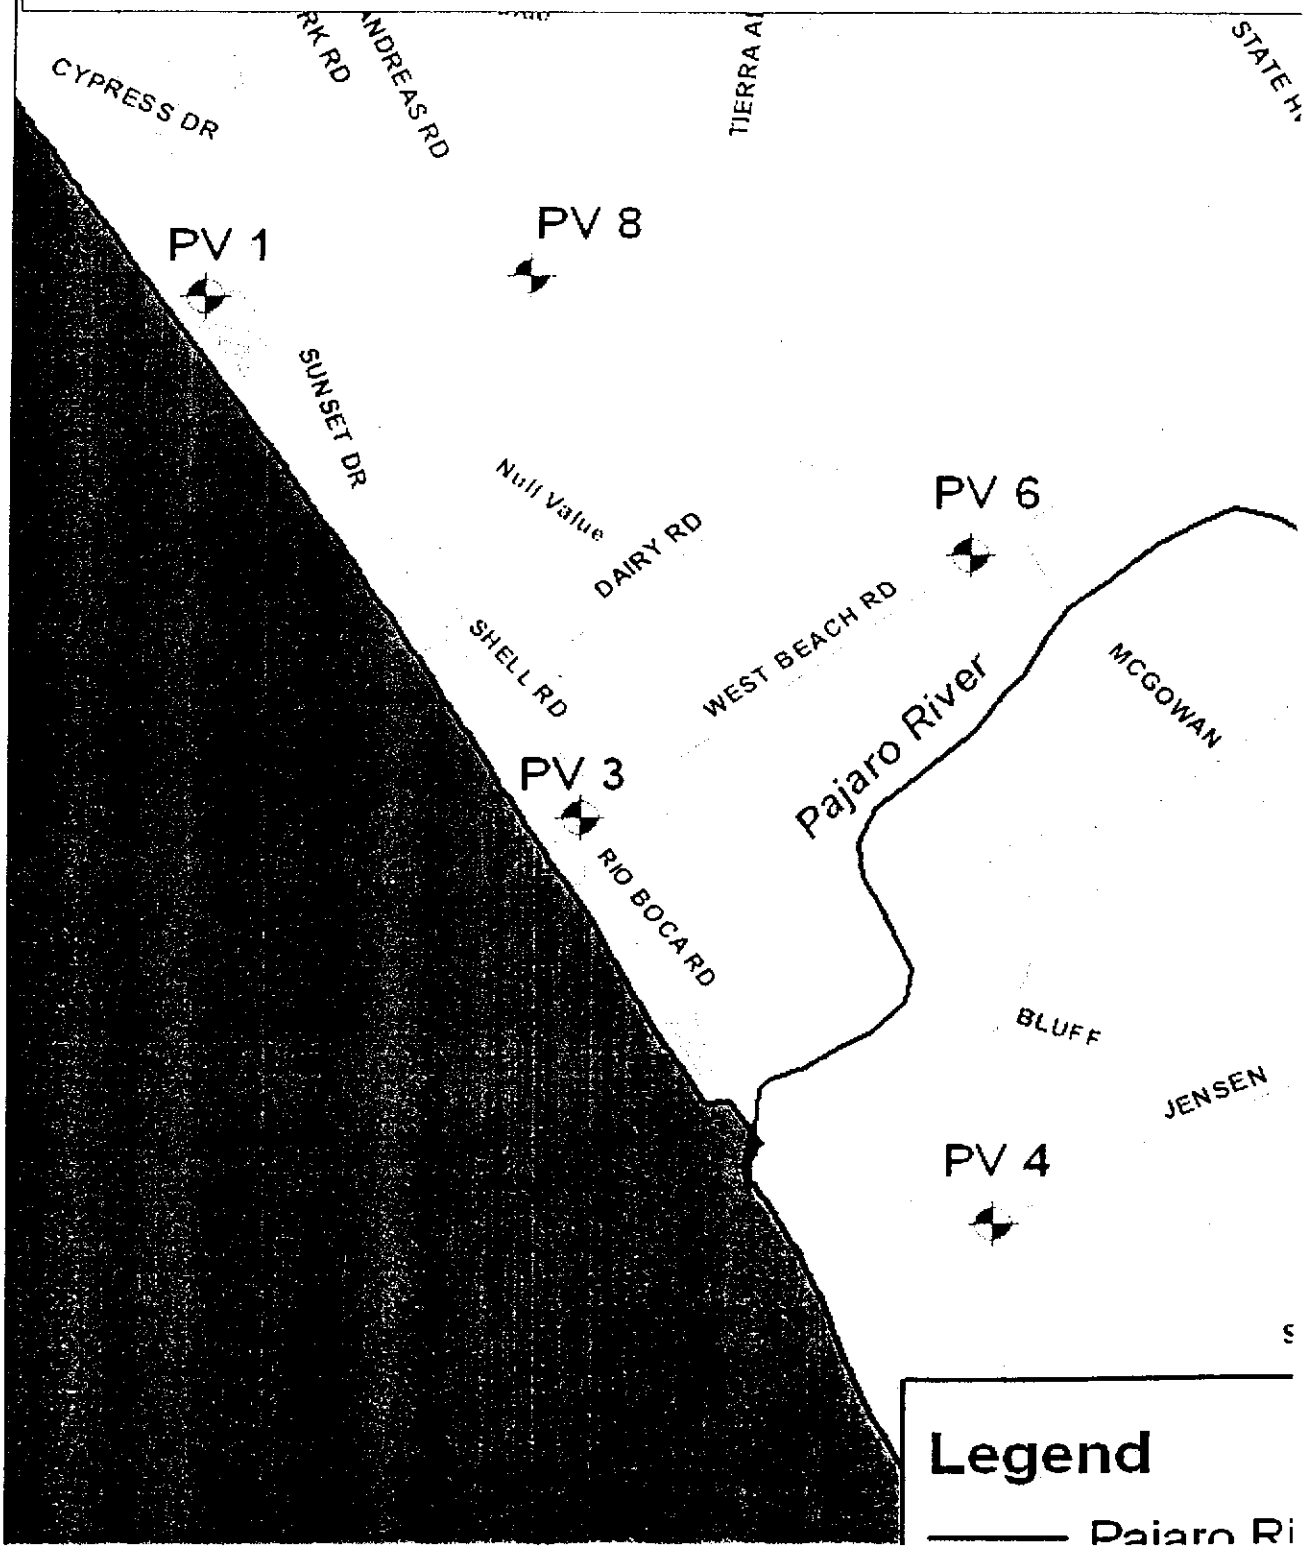 CYPRESS DR
RK RD
ANDREAS RD
TIERRA
STATE
PV 1
PV 8
SUNSET DR
Null Value
DAIRY RD
PV 6
WEST BEACH RD
SHELL RD
Pajaro River
MCGOWAN
PV 3
RIO BOCA RD
BLUFF
JENSEN
PV 4
S
Legend
Pajaro Ri